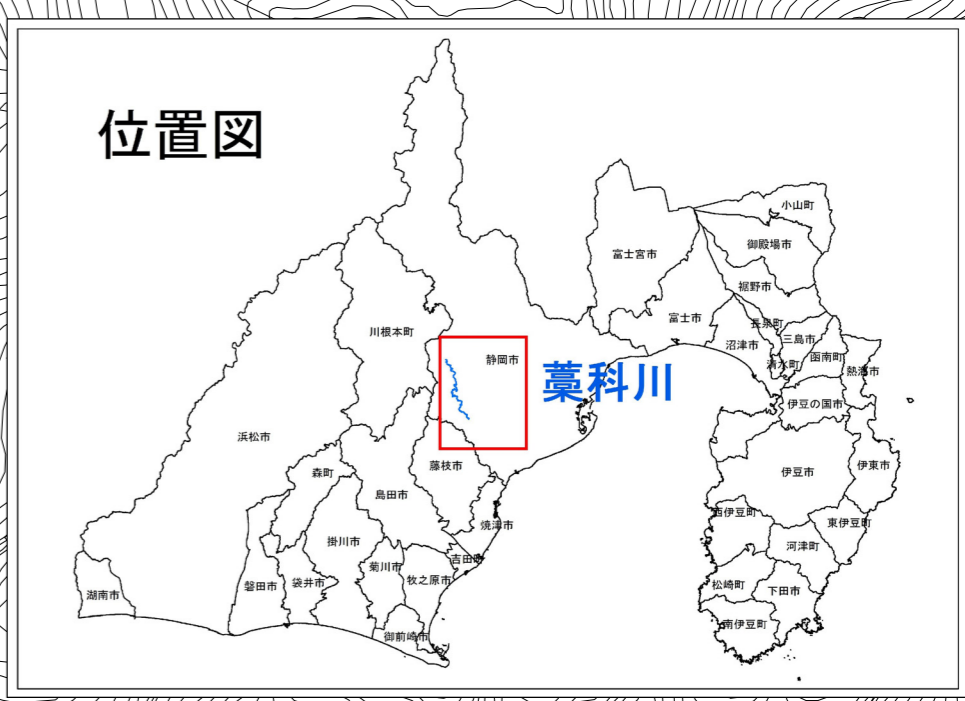 位置図
小山町
御殿場市
富士宮市
裾野市
富士市
長泉町
川根本町
三島市
沼津市
函南町
静岡市
清水町
熱海市
藁科川
伊豆の国市
浜松市
藤枝市
伊東市
森町
伊豆市
島田市
西伊豆町
焼津市
東伊豆町
掛川市
河津町
吉田町
菊川市
牧之原市
袋井市
磐田市
松崎町
下田市
湖南市
南伊豆町
御前崎市